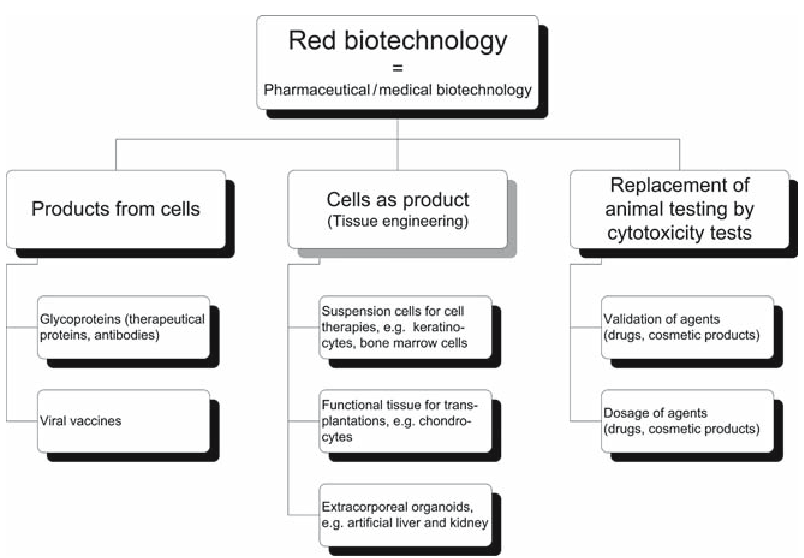 Red biotechnology
=
Pharmaceutical/medical biotechnology
Products from cells
Glycoproteins (therapeutical
proteins, antibodies)
Viral vaccines
Cells as product
(Tissue engineering)
Suspension cells for cell
therapies, e.g. keratino-
cytes, bone marrow cells
Functional tissue for trans-
plantations, e.g. chondro-
cytes
Extracorporeal organoids,
e.g. artificial liver and kidney
Replacement of
animal testing by
cytotoxicity tests
Validation of agents
(drugs, cosmetic products)
Dosage of agents
(drugs, cosmetic products)